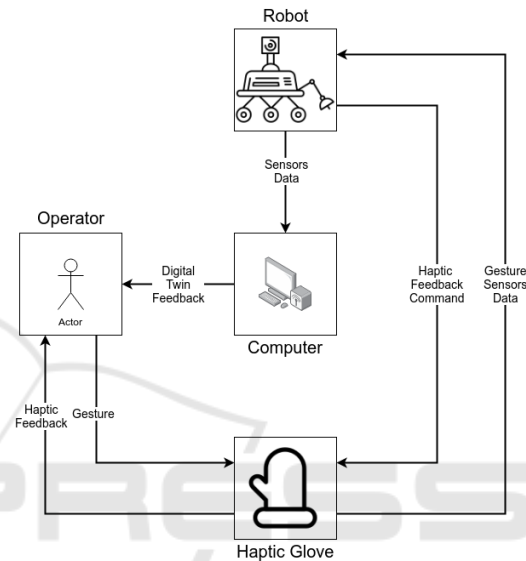 Robot
Sensors
Data
Operator
Actor
Digital
Twin
Feedback
Computer
Haptic
Feedback
Command
Gesture
Sensors
Data
Haptic
Feedback
Gesture
Haptic Glove